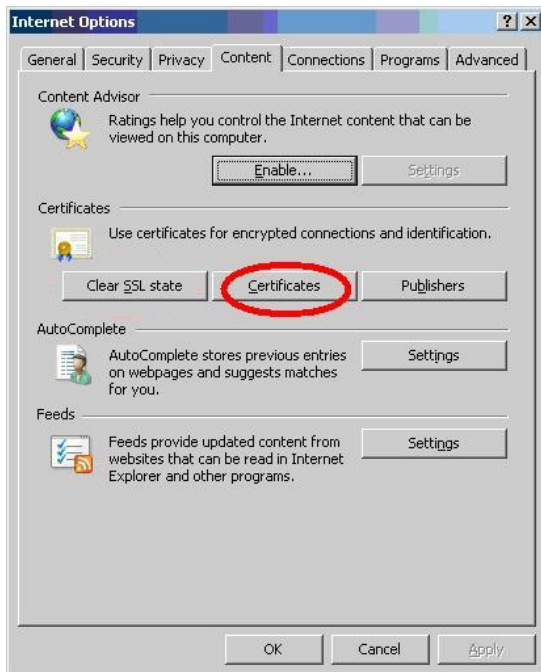 Internet Options
General Security Privacy Content Connections Programs Advanced
Content Advisor
Ratings help you control the Internet content that can be
viewed on this computer.
Enable... Settings
Certificates
Use certificates for encrypted connections and identification.
Clear SSL state Certificates Publishers
AutoComplete
AutoComplete stores previous entries
on webpages and suggests matches
for you.
Settings
Feeds
Feeds provide updated content from
websites that can be read in Internet
Explorer and other programs.
Settings
OK Cancel Apply